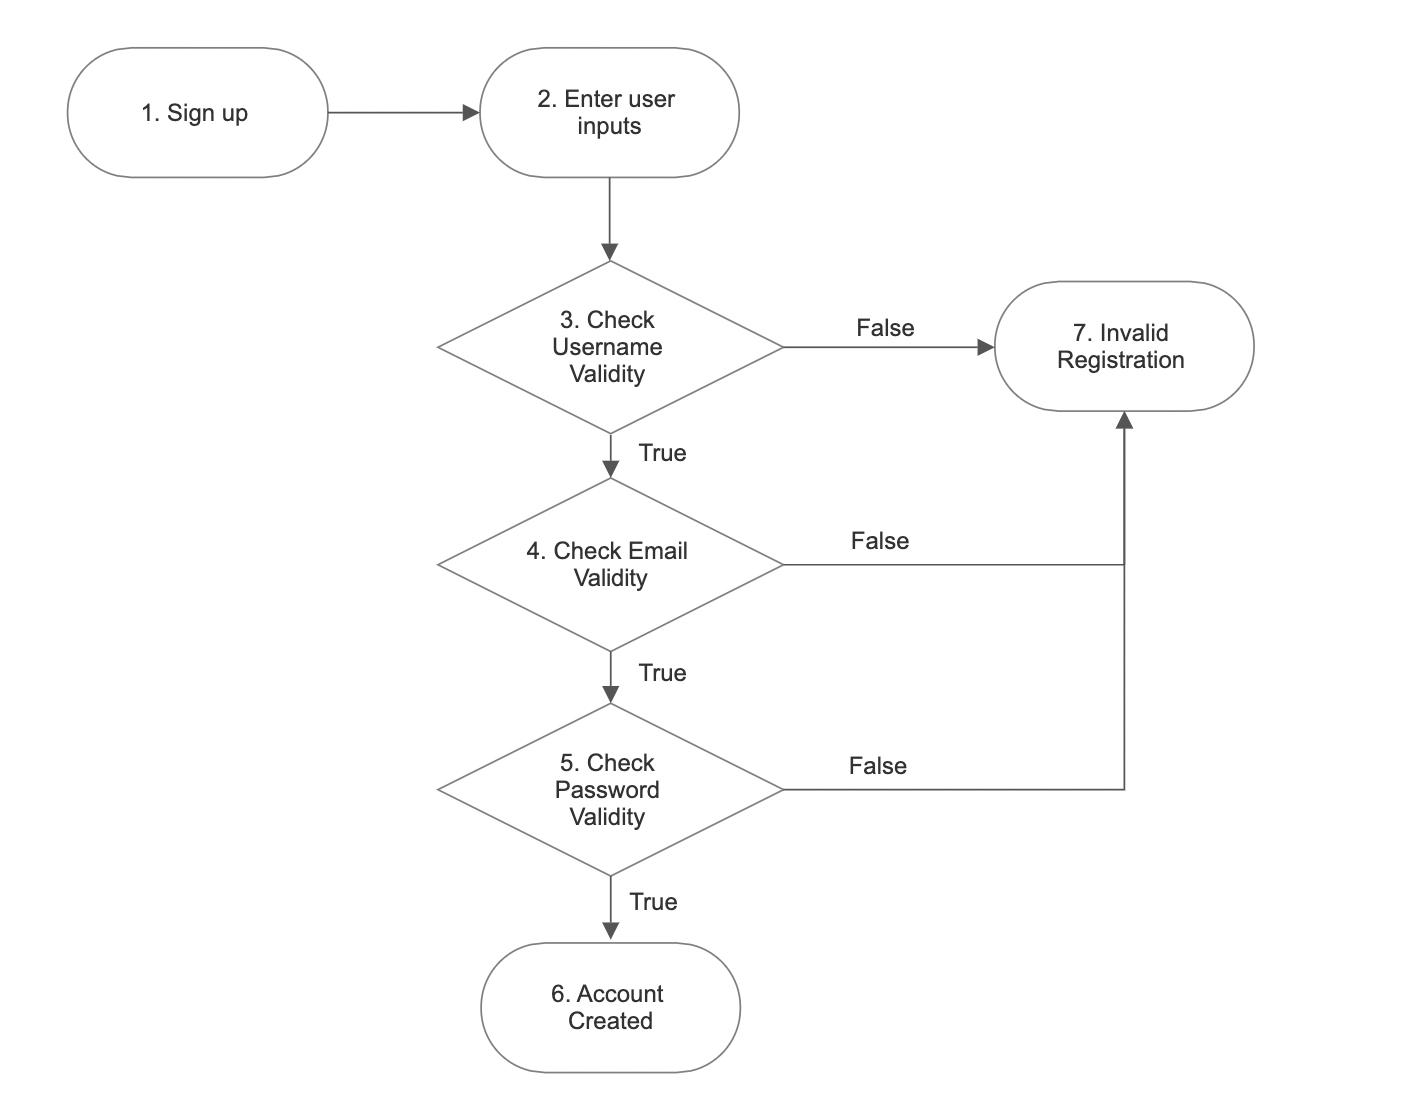 1. Sign up
2. Enter user
inputs
3. Check
Username
Validity
False
7. Invalid
Registration
True
4. Check Email
Validity
False
True
5. Check
Password
Validity
False
True
6. Account
Created